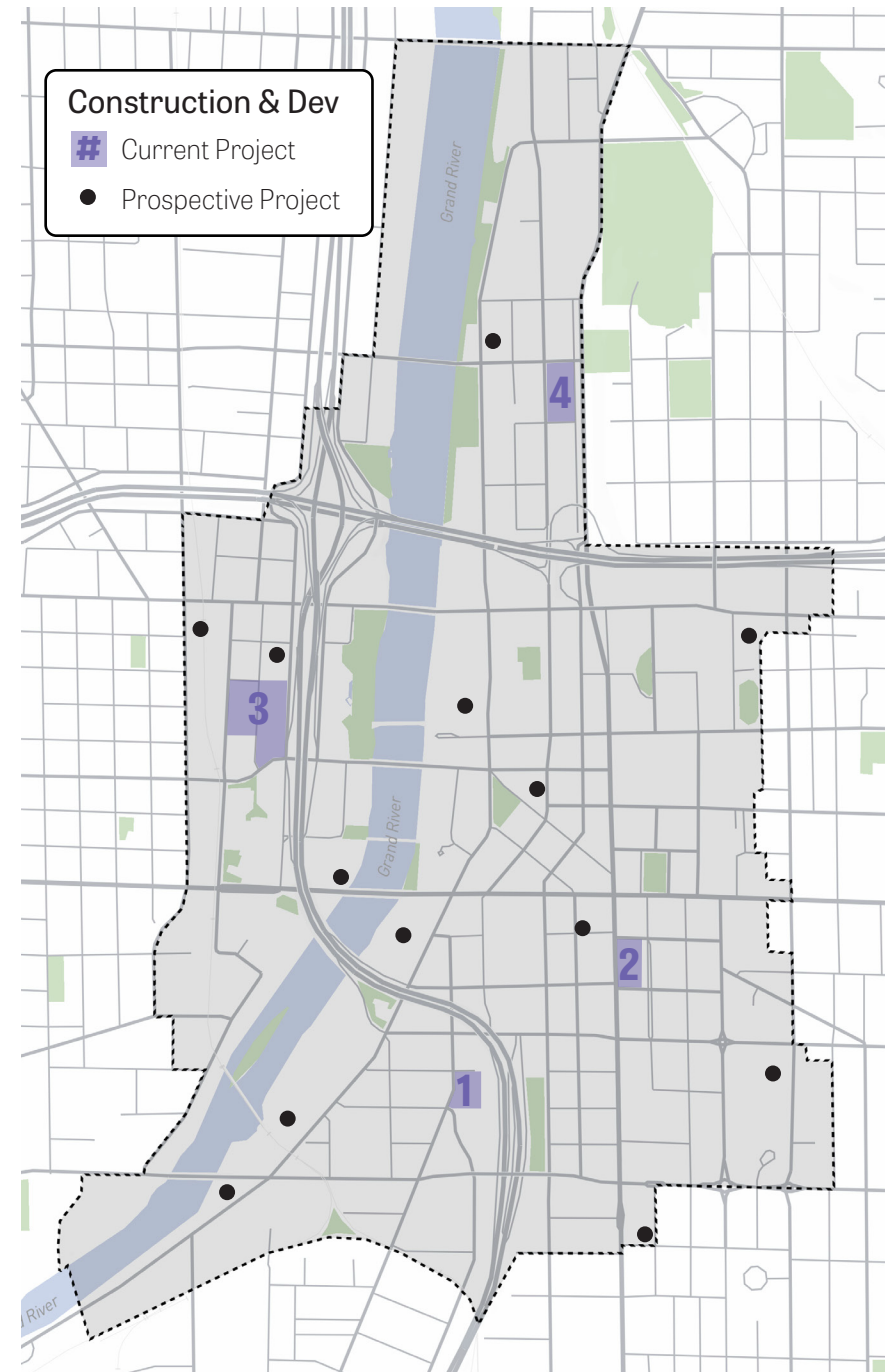 Construction & Dev
# Current Project
Prospective Project
Grand River
4
3
Grand River
2
1
d River